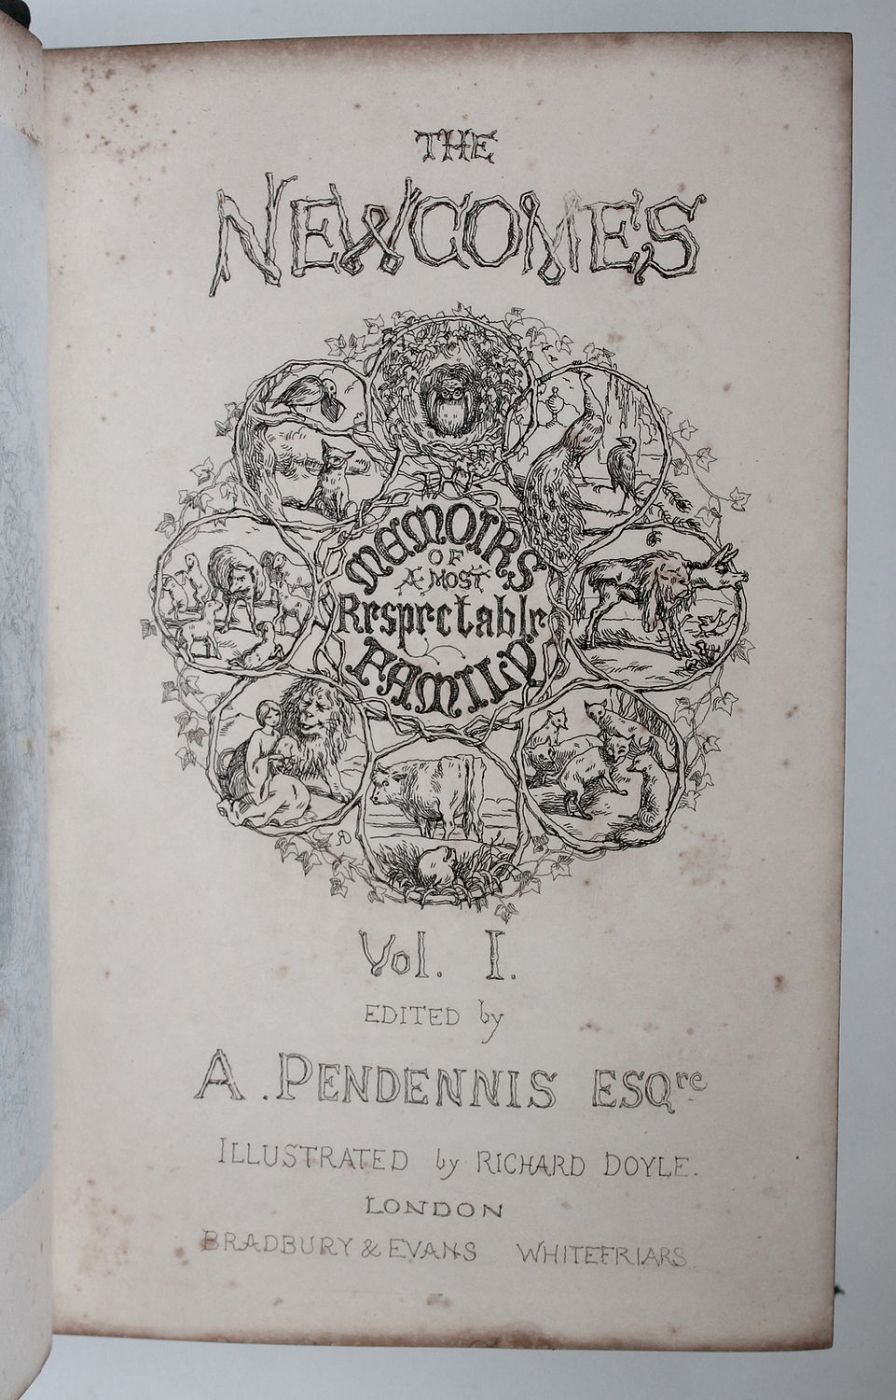 THE
NEWCOMES
MEMOIRS
OF
A MOST
Respectable
FAMILY
Vol. I.
EDITED by
A. PENDENNIS ESQre
ILLUSTRATED by RICHARD DOYLE.
LONDON
BRADBURY & EVANS WHITEFRIARS